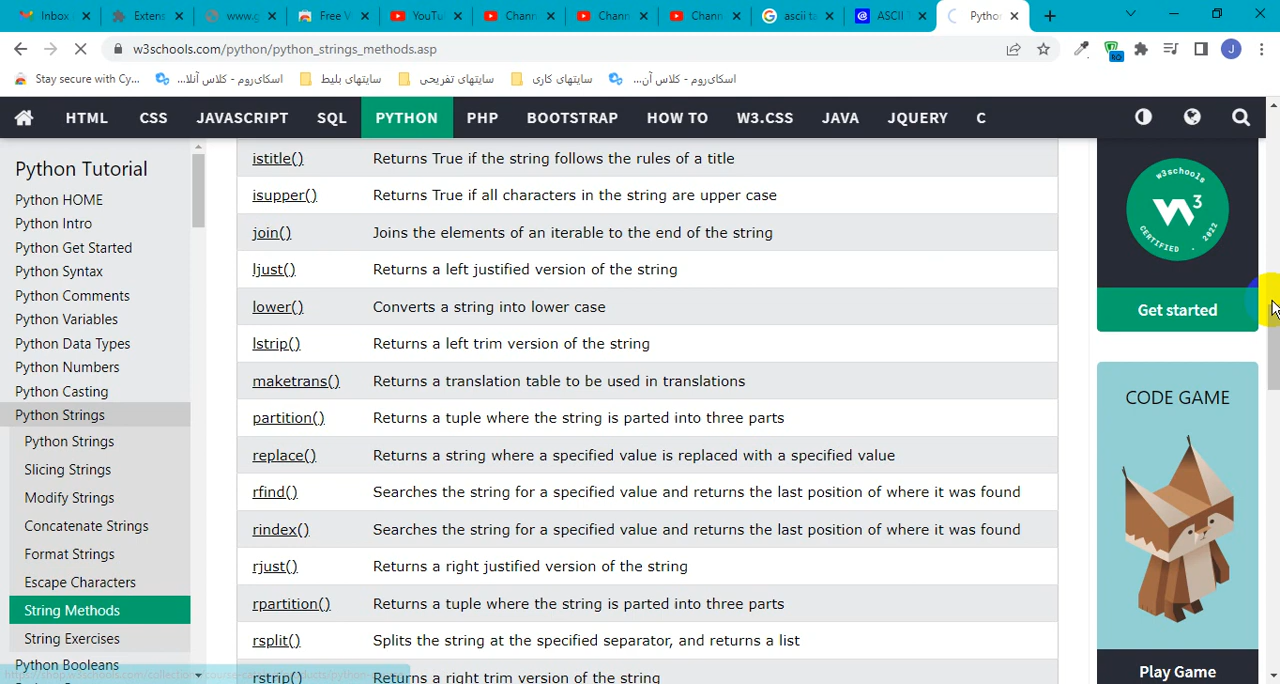 Inbox
Exten:
www.g
Free V
YouTu
Chann
Chann
Chann
ascii ta
ASCII
Pytho
w3schools.com/python/python_strings_methods.asp
J
Stay secure with Cy...
اسکای‌روم - کلاس آنلا...
سایتهای بلیط
سایتهای تفریحی
سایتهای کاری
اسکای‌روم - کلاس آن...
HTML CSS JAVASCRIPT SQL PYTHON PHP BOOTSTRAP HOW TO W3.CSS JAVA JQUERY C
Python Tutorial
Python HOME
Python Intro
Python Get Started
Python Syntax
Python Comments
Python Variables
Python Data Types
Python Numbers
Python Casting
Python Strings
Python Strings
Slicing Strings
Modify Strings
Concatenate Strings
Format Strings
Escape Characters
String Methods
String Exercises
Python Booleans
istitle() Returns True if the string follows the rules of a title
isupper() Returns True if all characters in the string are upper case
join() Joins the elements of an iterable to the end of the string
ljust() Returns a left justified version of the string
lower() Converts a string into lower case
lstrip() Returns a left trim version of the string
maketrans() Returns a translation table to be used in translations
partition() Returns a tuple where the string is parted into three parts
replace() Returns a string where a specified value is replaced with a specified value
rfind() Searches the string for a specified value and returns the last position of where it was found
rindex() Searches the string for a specified value and returns the last position of where it was found
rjust() Returns a right justified version of the string
rpartition() Returns a tuple where the string is parted into three parts
rsplit() Splits the string at the specified separator, and returns a list
rstrip() Returns a right trim version of the string
w3schools
W3
CERTIFIED . 2022
Get started
CODE GAME
Play Game